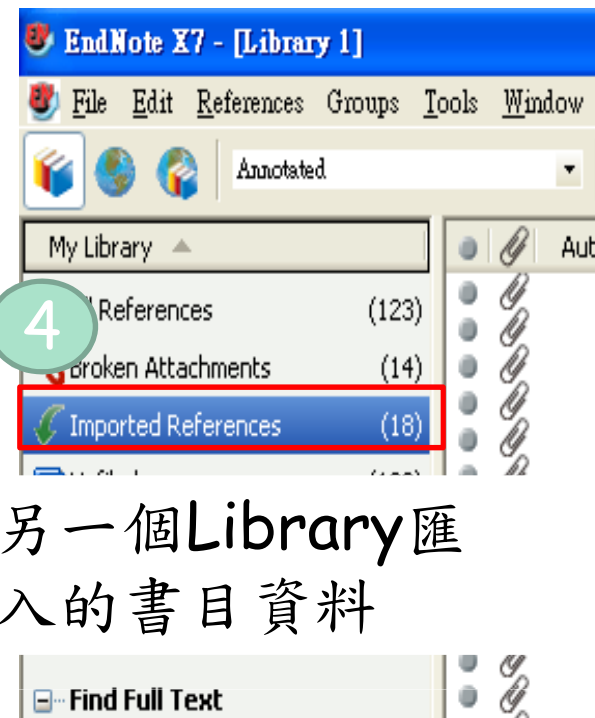 EndNote X7 - [Library 1]
File Edit References Groups Tools Window
Annotated
My Library
Aut
4
References (123)
Broken Attachments (14)
Imported References (18)
另一個Library匯
入的書目資料
Find Full Text